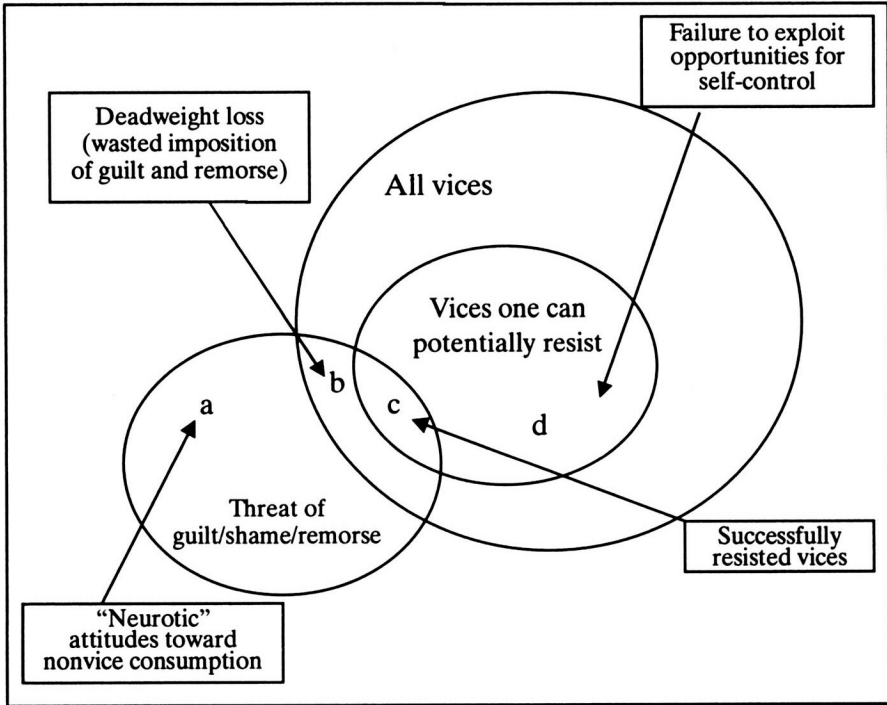 Failure to exploit
opportunities for
self-control
Deadweight loss
(wasted imposition
of guilt and remorse)
All vices
Vices one can
potentially resist
a
b
c
d
Threat of
guilt/shame/remorse
Successfully
resisted vices
“Neurotic”
attitudes toward
nonvice consumption